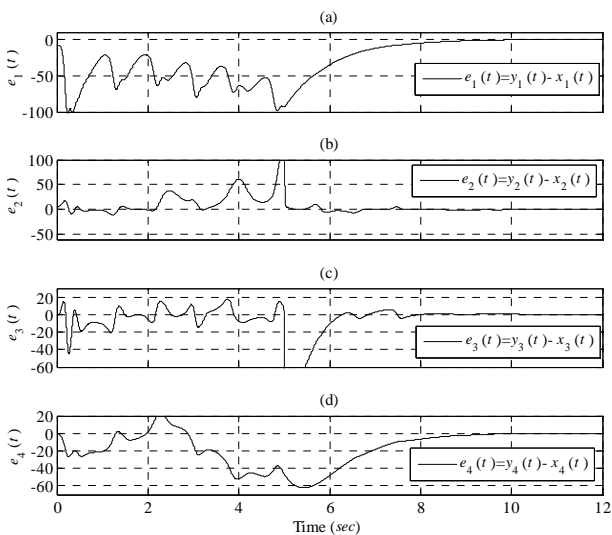 (a)
0
-50
-100
e1(t)
e1(t)=y1(t)- x1(t)
(b)
100
50
0
-50
e2(t)
e2(t)=y2(t)- x2(t)
(c)
20
0
-20
-40
-60
e3(t)
e3(t)=y3(t)- x3(t)
(d)
20
0
-20
-40
-60
e4(t)
e4(t)=y4(t)- x4(t)
0 2 4 6 8 10 12
Time (sec)